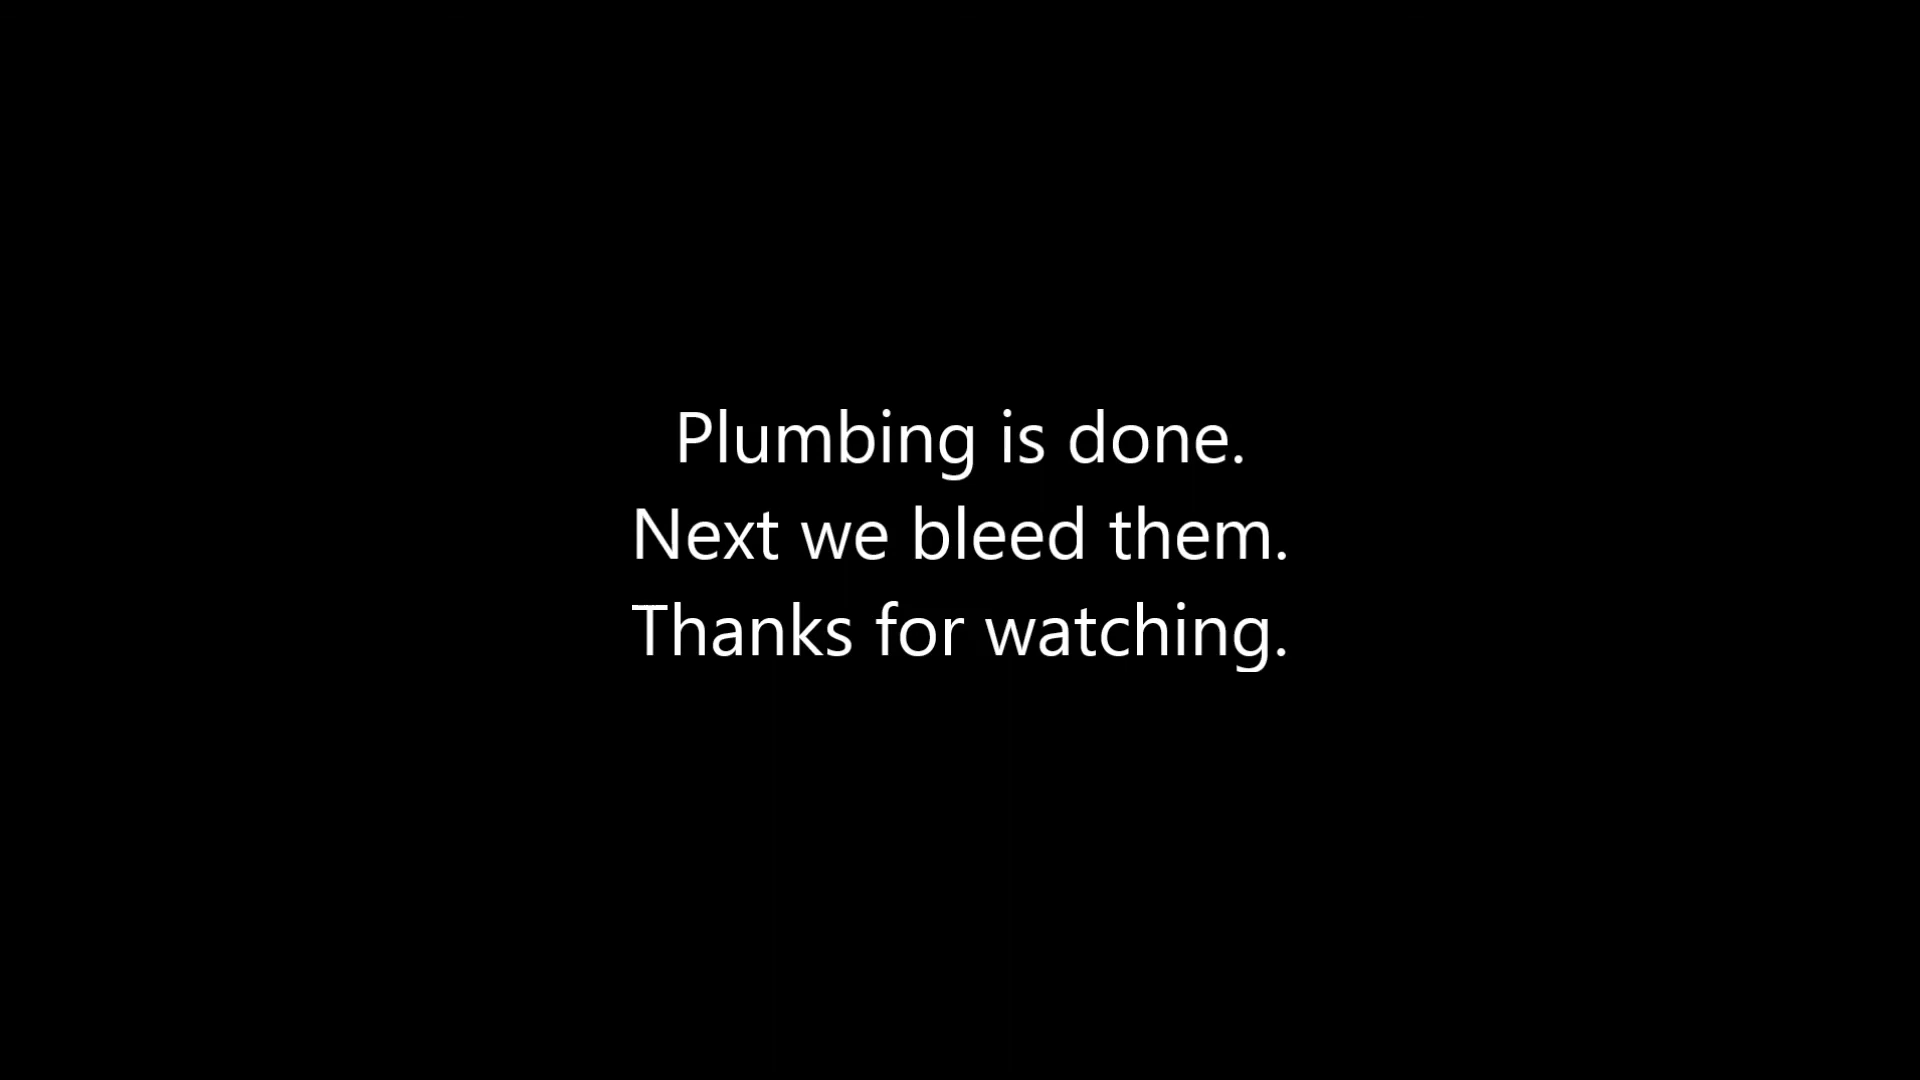 Plumbing is done.
Next we bleed them.
Thanks for watching.